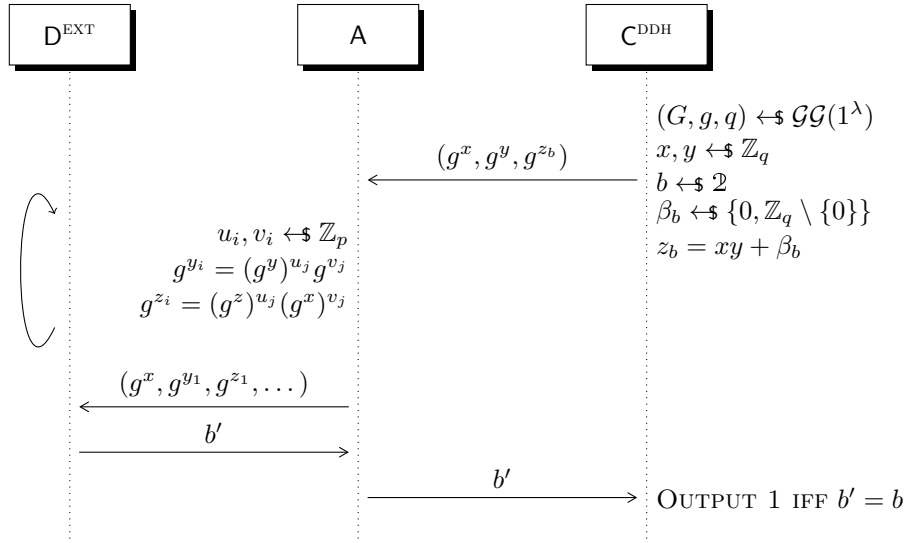 D^EXT A C^DDH
(G, g, q) ←$ 𝒢𝒢(1^λ)
(g^x, g^y, g^{z_b})
x, y ←$ ℤ_q
b ←$ 𝟚
β_b ←$ {0, ℤ_q \ {0}}
u_i, v_i ←$ ℤ_p
z_b = xy + β_b
g^{y_i} = (g^y)^{u_j} g^{v_j}
g^{z_i} = (g^z)^{u_j} (g^x)^{v_j}
(g^x, g^{y_1}, g^{z_1}, . . . )
b′
b′
OUTPUT 1 IFF b′ = b